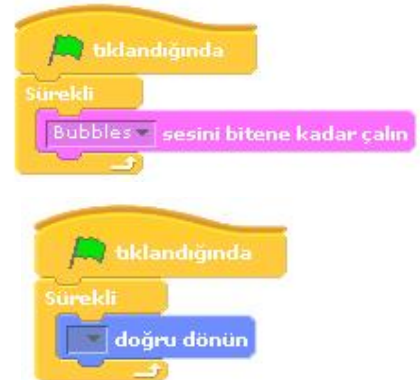 tıklandığında
Sürekli
Bubbles sesini bitene kadar çalın
tıklandığında
Sürekli
doğru dönün